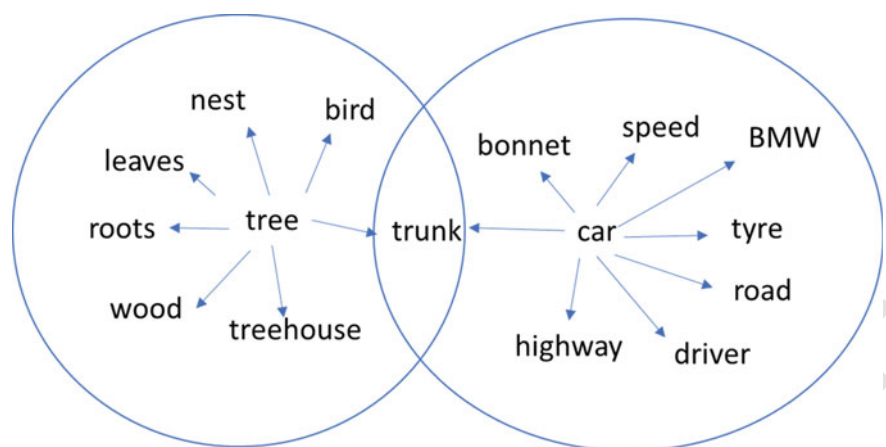 nest
bird
leaves
roots
tree
wood
treehouse
trunk
bonnet
speed
BMW
car
tyre
road
highway
driver